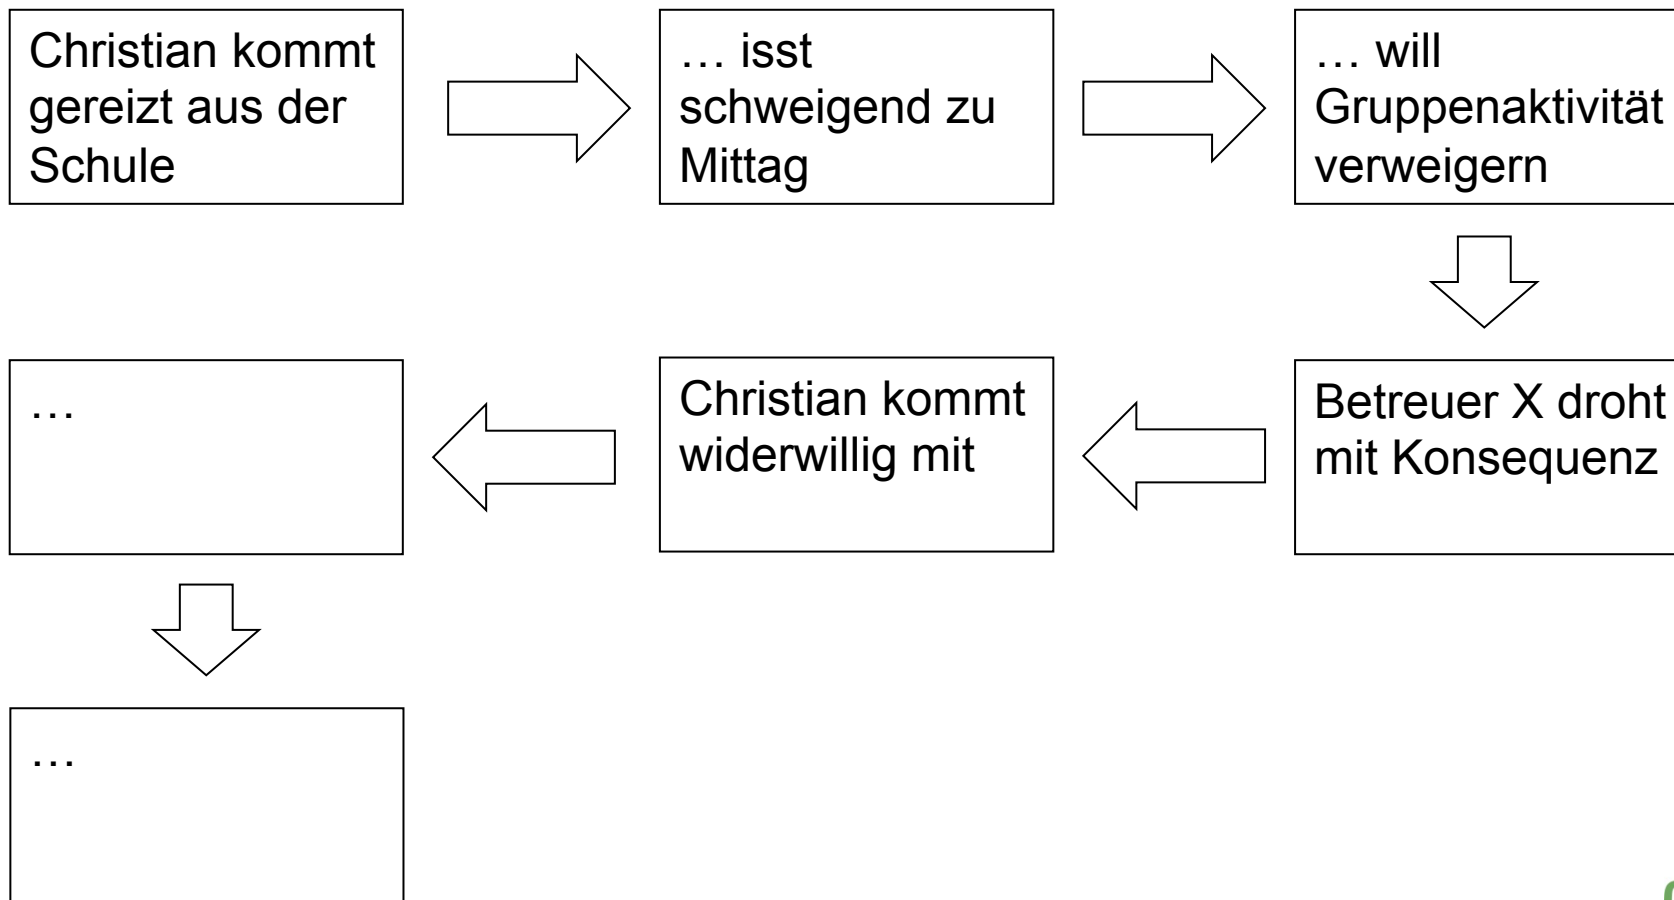 Christian kommt
gereizt aus der
Schule
… isst
schweigend zu
Mittag
… will
Gruppenaktivität
verweigern
Betreuer X droht
mit Konsequenz
Christian kommt
widerwillig mit
…
…